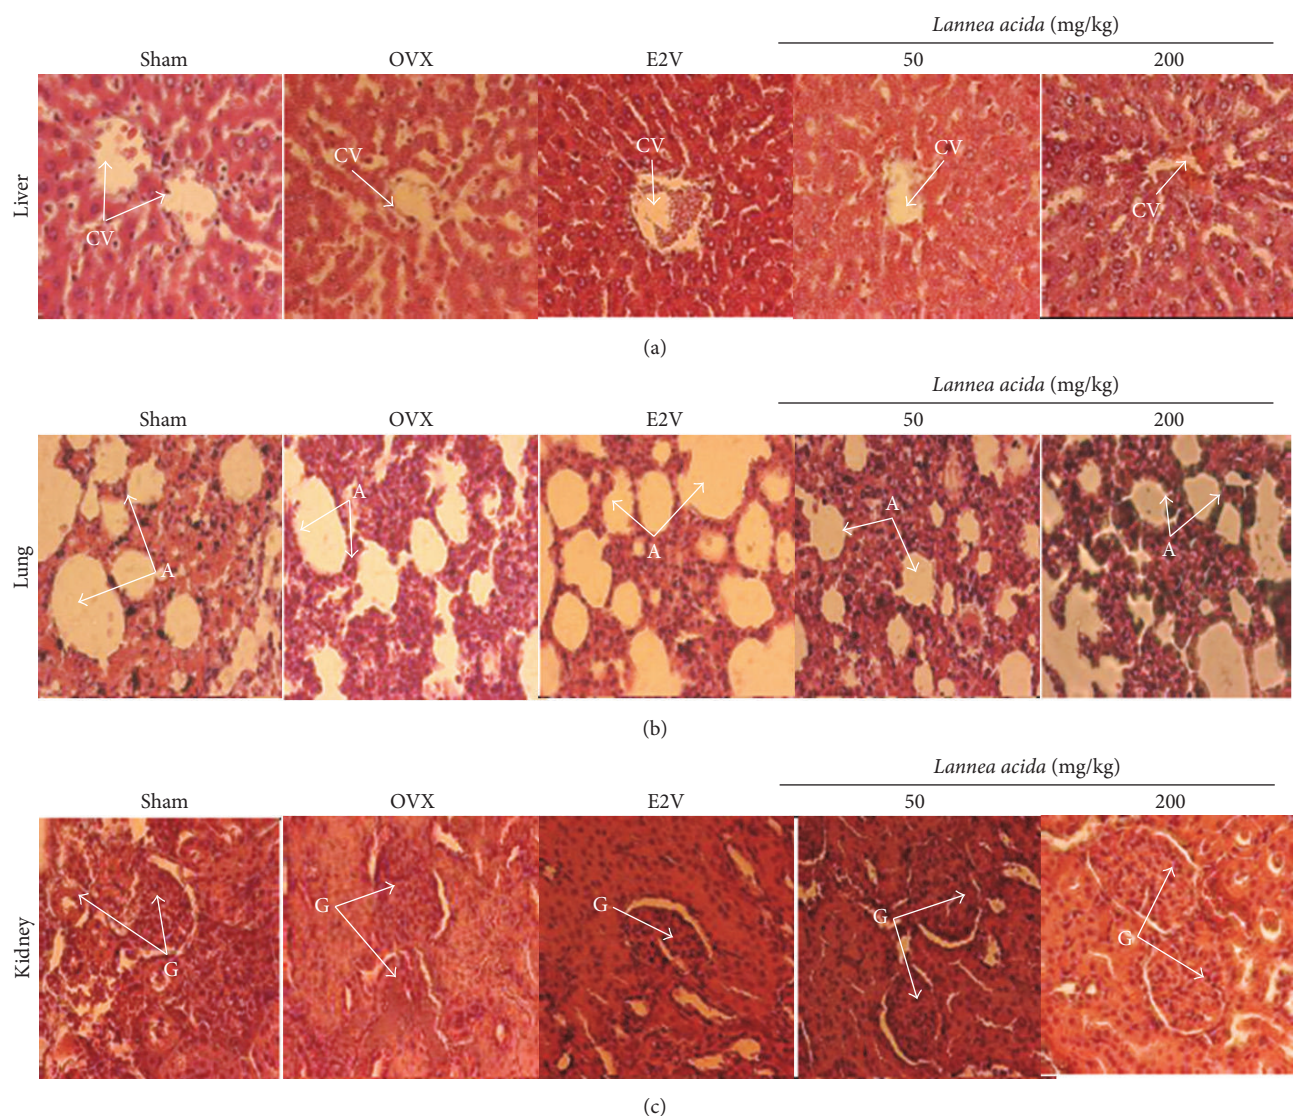 Lannea acida (mg/kg)
Sham OVX E2V 50 200
Liver
CV CV CV CV CV
(a)
Lannea acida (mg/kg)
Sham OVX E2V 50 200
Lung
A A A A A
(b)
Lannea acida (mg/kg)
Sham OVX E2V 50 200
Kidney
G G G G G
(c)